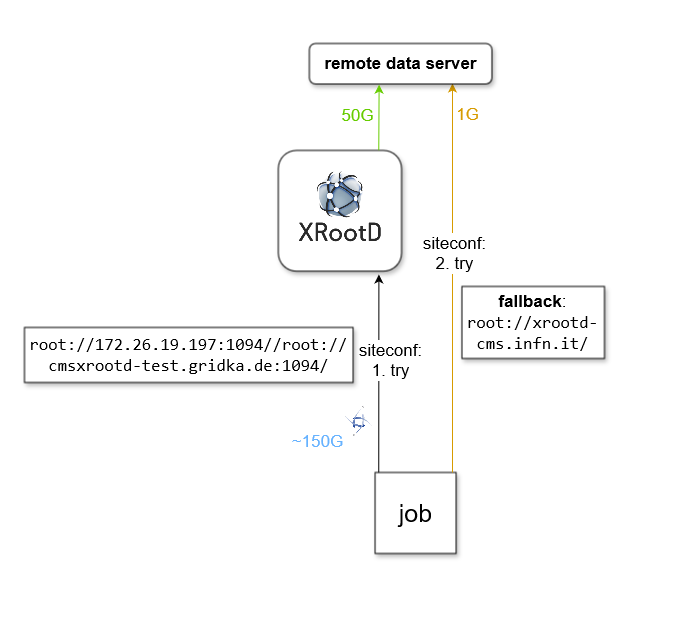 remote data server
50G
1G
XRootD
siteconf:
2. try
fallback:
root://xrootd-
cms.infn.it/
root://172.26.19.197:1094//root://
cmsxrootd-test.gridka.de:1094/
siteconf:
1. try
~150G
job